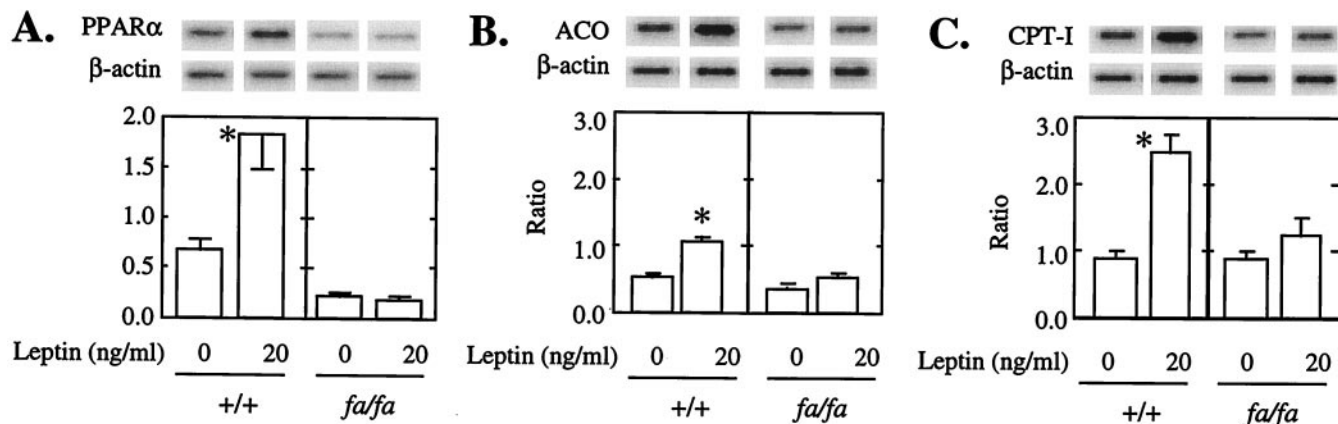 A.
PPARα
β-actin
*
2.0
1.5
1.0
0.5
0.0
Leptin (ng/ml) 0 20 0 20
+/+ fa/fa
B.
ACO
β-actin
Ratio
3.0
2.0
*
1.0
0.0
Leptin (ng/ml) 0 20 0 20
+/+ fa/fa
C.
CPT-I
β-actin
Ratio
3.0
*
2.0
1.0
0.0
Leptin (ng/ml) 0 20 0 20
+/+ fa/fa